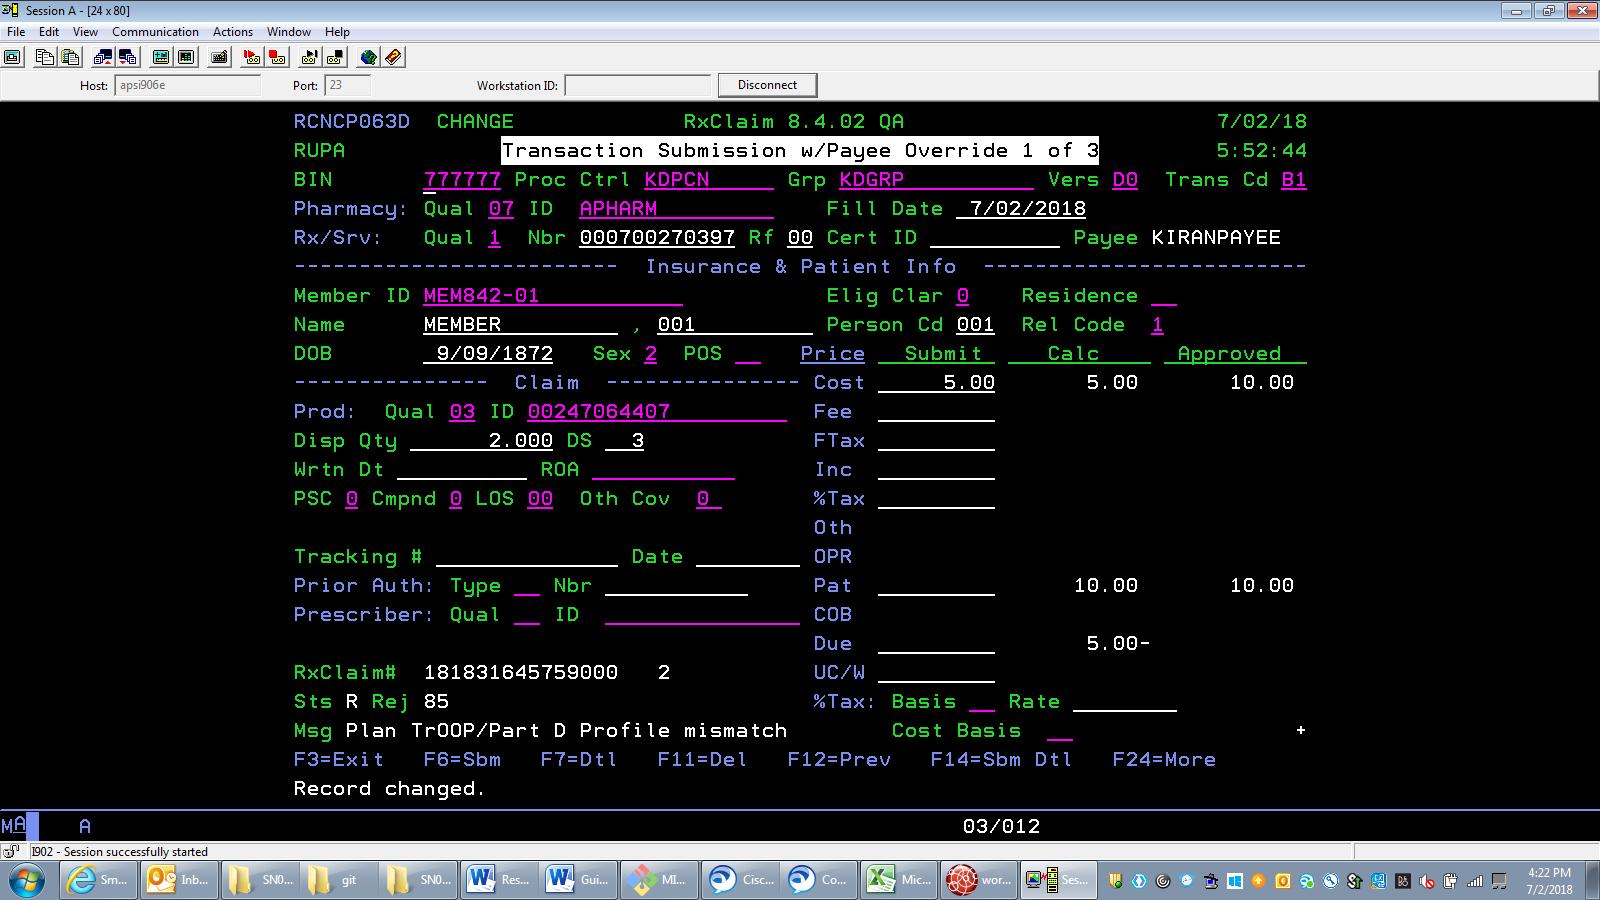 Session A - [24 x 80]
File Edit View Communication Actions Window Help
Host: apsi906e Port: 23 Workstation ID: Disconnect
RCNCP063D CHANGE RxClaim 8.4.02 QA 7/02/18
RUPA Transaction Submission w/Payee Override 1 of 3 5:52:44
BIN 777777 Proc Ctrl KDPCN Grp KDGRP Vers D0 Trans Cd B1
Pharmacy: Qual 07 ID APHARM Fill Date 7/02/2018
Rx/Srv: Qual 1 Nbr 000700270397 Rf 00 Cert ID Payee KIRANPAYEE
------------------------- Insurance & Patient Info -------------------------
Member ID MEM842-01 Elig Clar 0 Residence
Name MEMBER , 001 Person Cd 001 Rel Code 1
DOB 9/09/1872 Sex 2 POS Price Submit Calc Approved
--------------- Claim --------------- Cost 5.00 5.00 10.00
Prod: Qual 03 ID 00247064407 Fee
Disp Qty 2.000 DS 3 FTax
Wrtn Dt ROA Inc
PSC 0 Cmpnd 0 LOS 00 Oth Cov 0 %Tax
Oth
Tracking # Date OPR
Prior Auth: Type Nbr Pat 10.00 10.00
Prescriber: Qual ID COB
Due 5.00-
RxClaim# 181831645759000 2 UC/W
Sts R Rej 85 %Tax: Basis Rate
Msg Plan TrOOP/Part D Profile mismatch Cost Basis +
F3=Exit F6=Sbm F7=Dtl F11=Del F12=Prev F14=Sbm Dtl F24=More
Record changed.
MA A 03/012
I902 - Session successfully started
Sm... Inb... SN0... git SN0... Res... Gui... MI... Cisc... Co... Mic... wor... Ses... 4:22 PM
7/2/2018